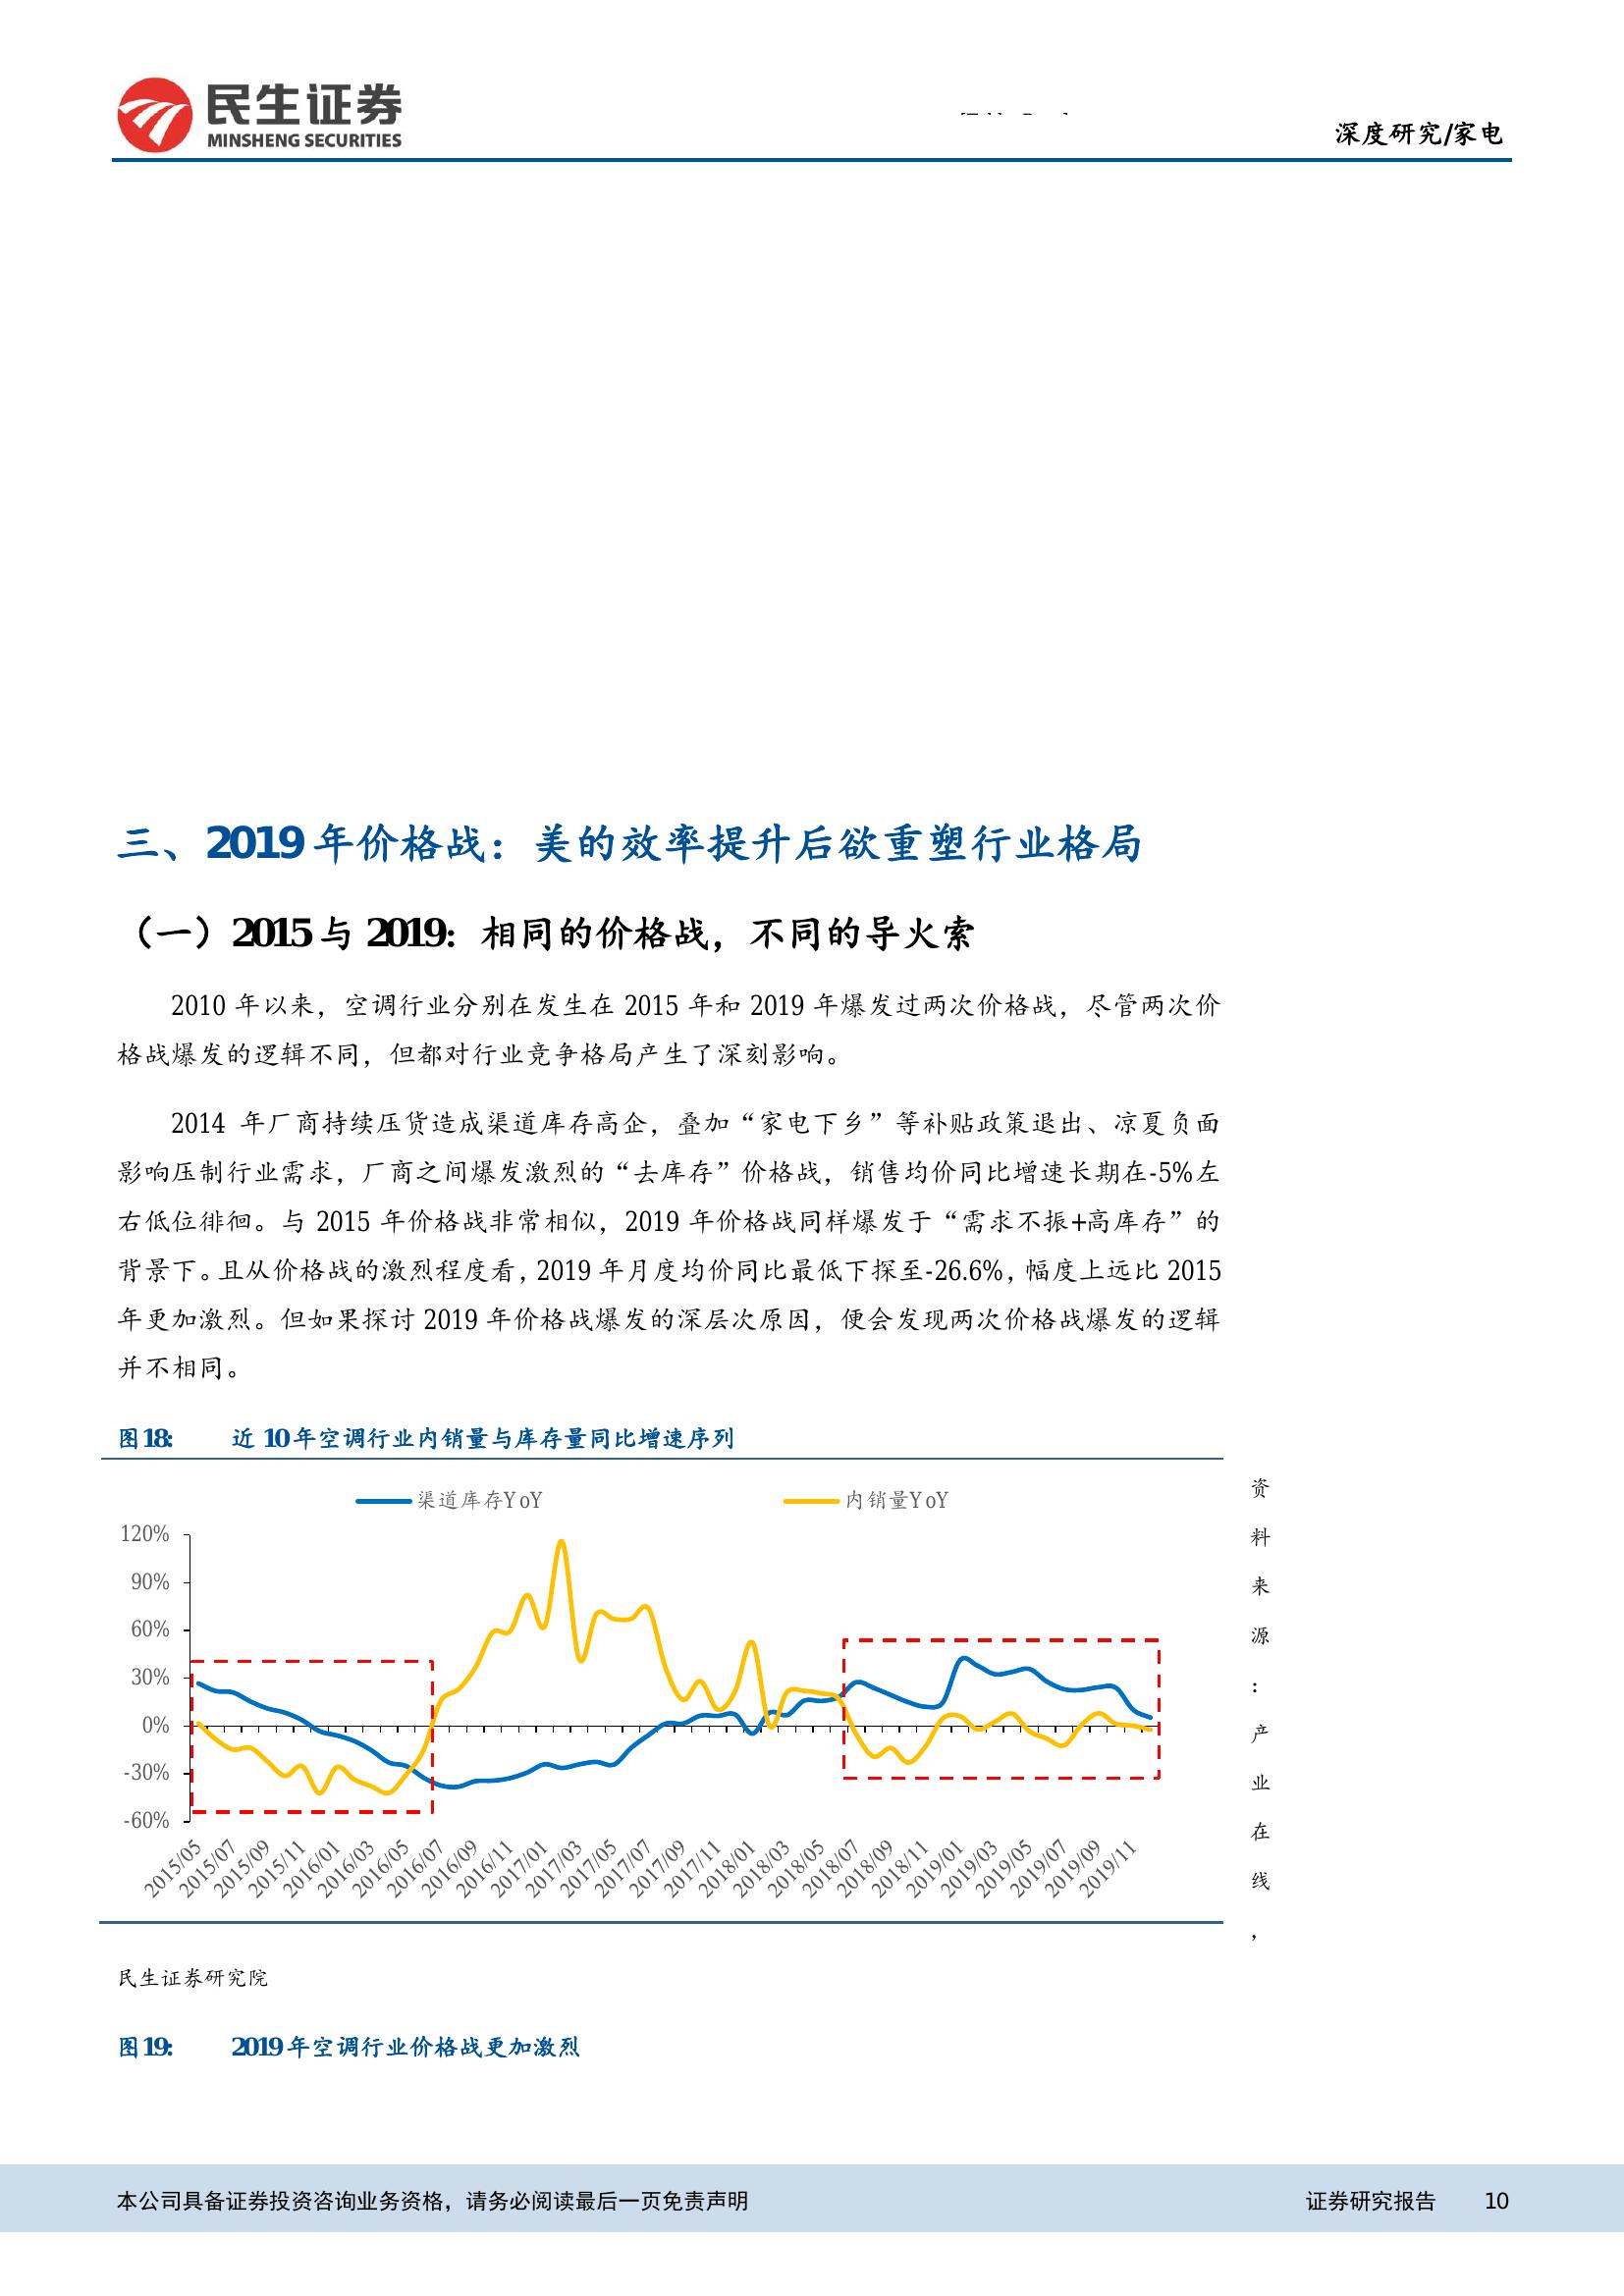 民生证券
MINSHENG SECURITIES
深度研究/家电
三、2019 年价格战：美的效率提升后欲重塑行业格局
（一）2015 与 2019：相同的价格战，不同的导火索
2010 年以来，空调行业分别在发生在 2015 年和 2019 年爆发过两次价格战，尽管两次价
格战爆发的逻辑不同，但都对行业竞争格局产生了深刻影响。
2014 年厂商持续压货造成渠道库存高企，叠加“家电下乡”等补贴政策退出、凉夏负面
影响压制行业需求，厂商之间爆发激烈的“去库存”价格战，销售均价同比增速长期在-5%左
右低位徘徊。与 2015 年价格战非常相似，2019 年价格战同样爆发于“需求不振+高库存”的
背景下。且从价格战的激烈程度看，2019 年月度均价同比最低下探至-26.6%，幅度上远比 2015
年更加激烈。但如果探讨 2019 年价格战爆发的深层次原因，便会发现两次价格战爆发的逻辑
并不相同。
图18: 近 10 年空调行业内销量与库存量同比增速序列
渠道库存YoY 内销量YoY
120%
90%
60%
30%
0%
-30%
-60%
2015/05 2015/07 2015/09 2015/11 2016/01 2016/03 2016/05 2016/07 2016/09 2016/11 2017/01 2017/03 2017/05 2017/07 2017/09 2017/11 2018/01 2018/03 2018/05 2018/07 2018/09 2018/11 2019/01 2019/03 2019/05 2019/07 2019/09 2019/11
资
料
来
源
：
产
业
在
线
，
民生证券研究院
图19: 2019 年空调行业价格战更加激烈
本公司具备证券投资咨询业务资格，请务必阅读最后一页免责声明 证券研究报告 10